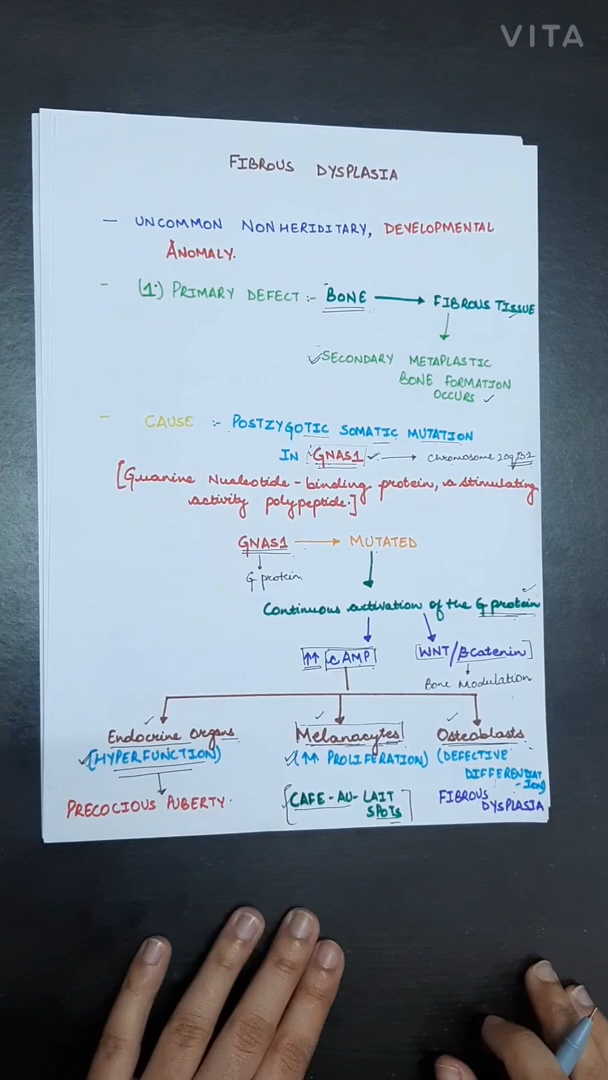 VITA
FIBROUS DYSPLASIA
- UNCOMMON NONHERIDITARY, DEVELOPMENTAL
ANOMALY.
- (1.) PRIMARY DEFECT :- BONE → FIBROUS TISSUE
↓
✓SECONDARY METAPLASTIC
BONE FORMATION
OCCURS ✓
- CAUSE :- POSTZYGOTIC SOMATIC MUTATION
IN GNAS1 ✓ → Chromosome 20q13.2
[Guanine Nucleotide-binding protein, α stimulating
activity polypeptide.]
GNAS1 → MUTATED
G protein.
Continuous activation of the G protein
↑↑ cAMP WNT/βcatenin
Bone Modulation
Endocrine organs Melanocytes Osteoblasts
(HYPERFUNCTION) (↑↑ PROLIFERATION) (DEFECTIVE
DIFFERENTIAT
-ION)
PRECOCIOUS PUBERTY. CAFE-AU-LAIT FIBROUS
SPOTS DYSPLASIA